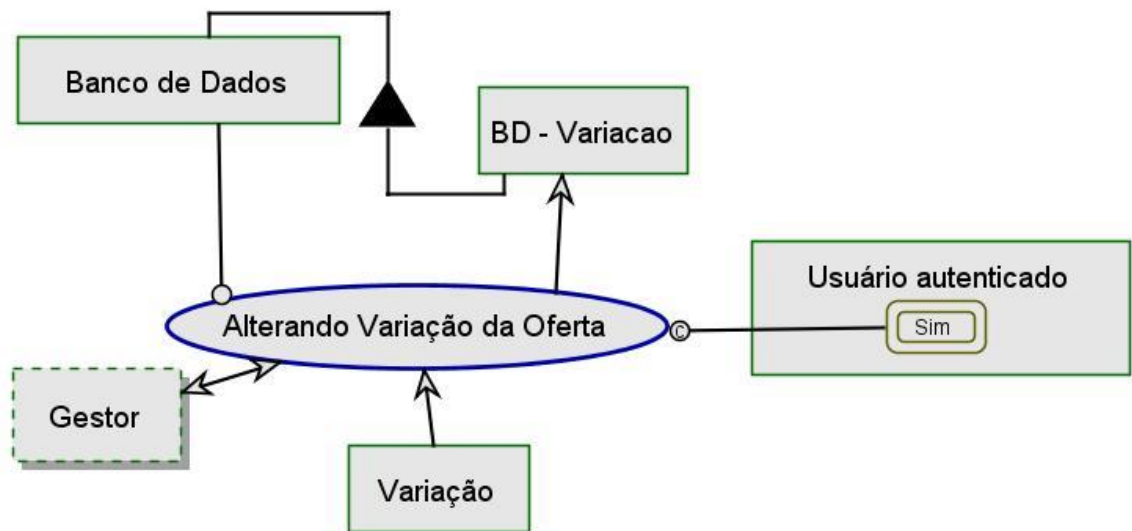 Banco de Dados
BD - Variacao
Usuário autenticado
Sim
Alterando Variação da Oferta
C
Gestor
Variação